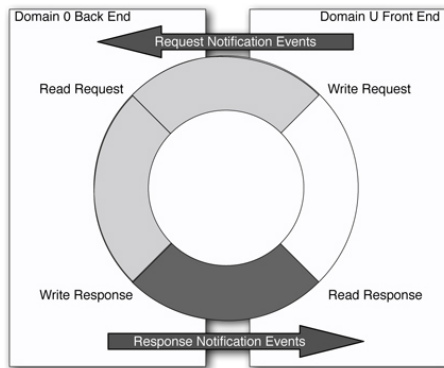 Domain 0 Back End
Domain U Front End
Request Notification Events
Read Request
Write Request
Write Response
Read Response
Response Notification Events